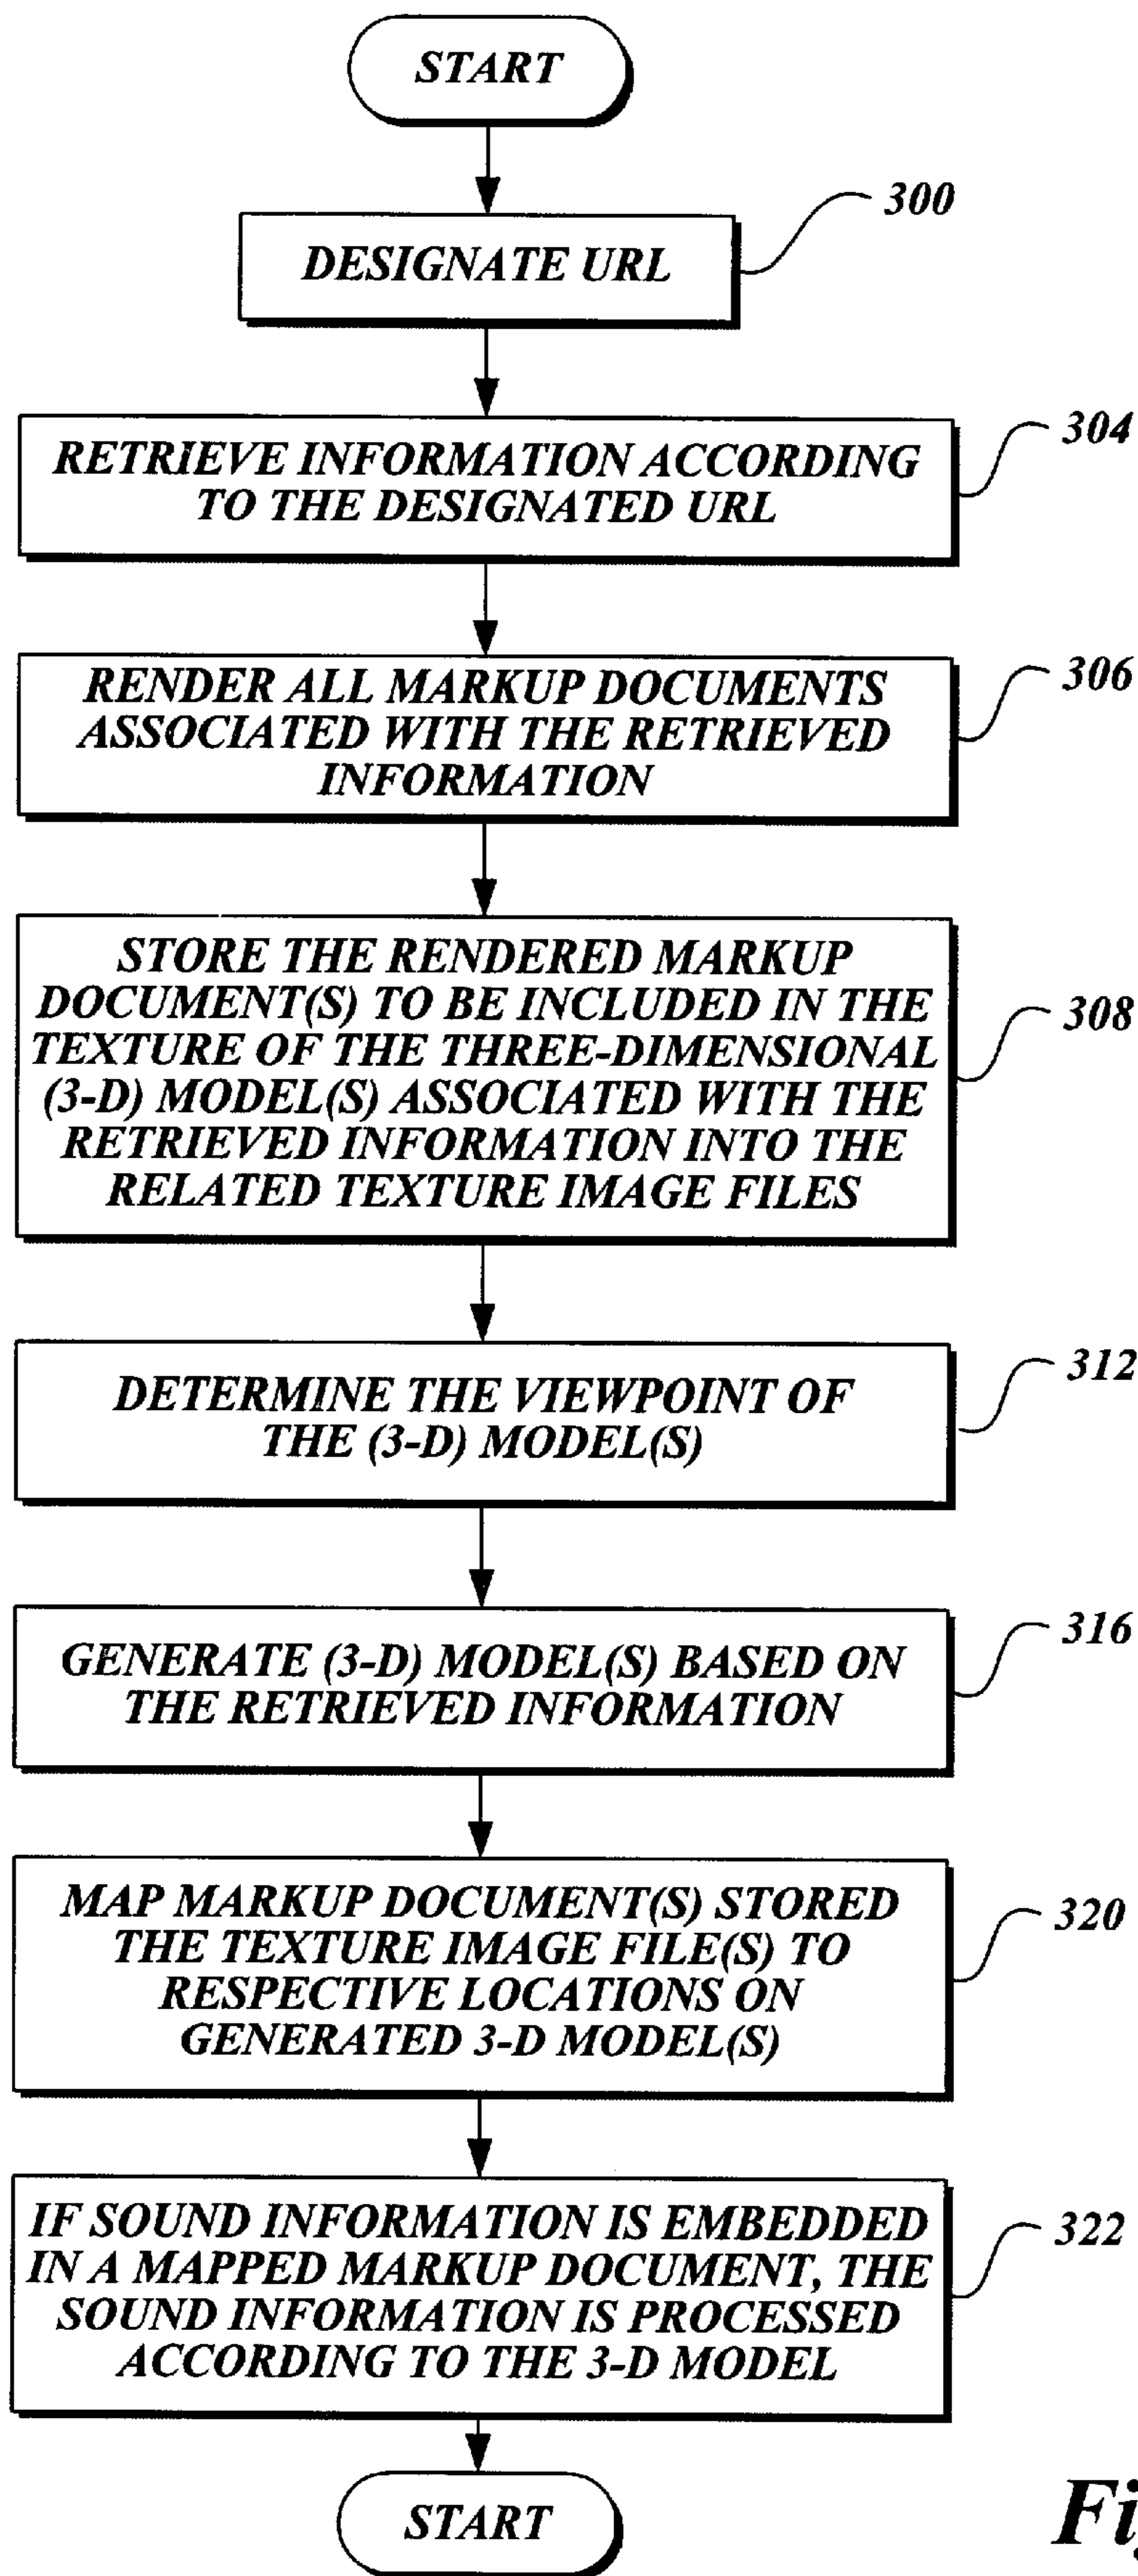 START
300
DESIGNATE URL
304
RETRIEVE INFORMATION ACCORDING
TO THE DESIGNATED URL
306
RENDER ALL MARKUP DOCUMENTS
ASSOCIATED WITH THE RETRIEVED
INFORMATION
308
STORE THE RENDERED MARKUP
DOCUMENT(S) TO BE INCLUDED IN THE
TEXTURE OF THE THREE-DIMENSIONAL
(3-D) MODEL(S) ASSOCIATED WITH THE
RETRIEVED INFORMATION INTO THE
RELATED TEXTURE IMAGE FILES
312
DETERMINE THE VIEWPOINT OF
THE (3-D) MODEL(S)
316
GENERATE (3-D) MODEL(S) BASED ON
THE RETRIEVED INFORMATION
320
MAP MARKUP DOCUMENT(S) STORED
THE TEXTURE IMAGE FILE(S) TO
RESPECTIVE LOCATIONS ON
GENERATED 3-D MODEL(S)
322
IF SOUND INFORMATION IS EMBEDDED
IN A MAPPED MARKUP DOCUMENT, THE
SOUND INFORMATION IS PROCESSED
ACCORDING TO THE 3-D MODEL
START